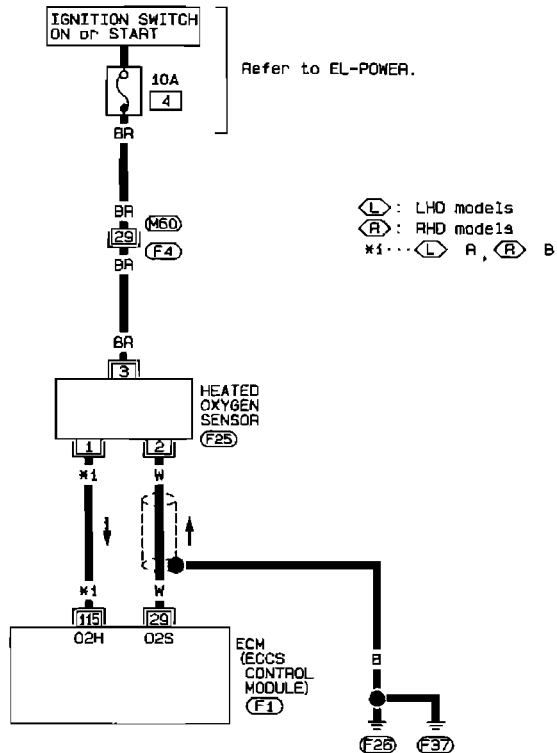 IGNITION SWITCH
ON or START
Refer to EL-POWER.
10A
4
BR
BR
29
M60
F4
BR
L : LHD models
R : RHD models
*1··· L A , R B
BR
3
HEATED
OXYGEN
SENSOR
F25
1
2
*1
W
*1
W
115
29
O2H
O2S
ECM
(ECCS
CONTROL
MODULE)
F1
B
F26
F37